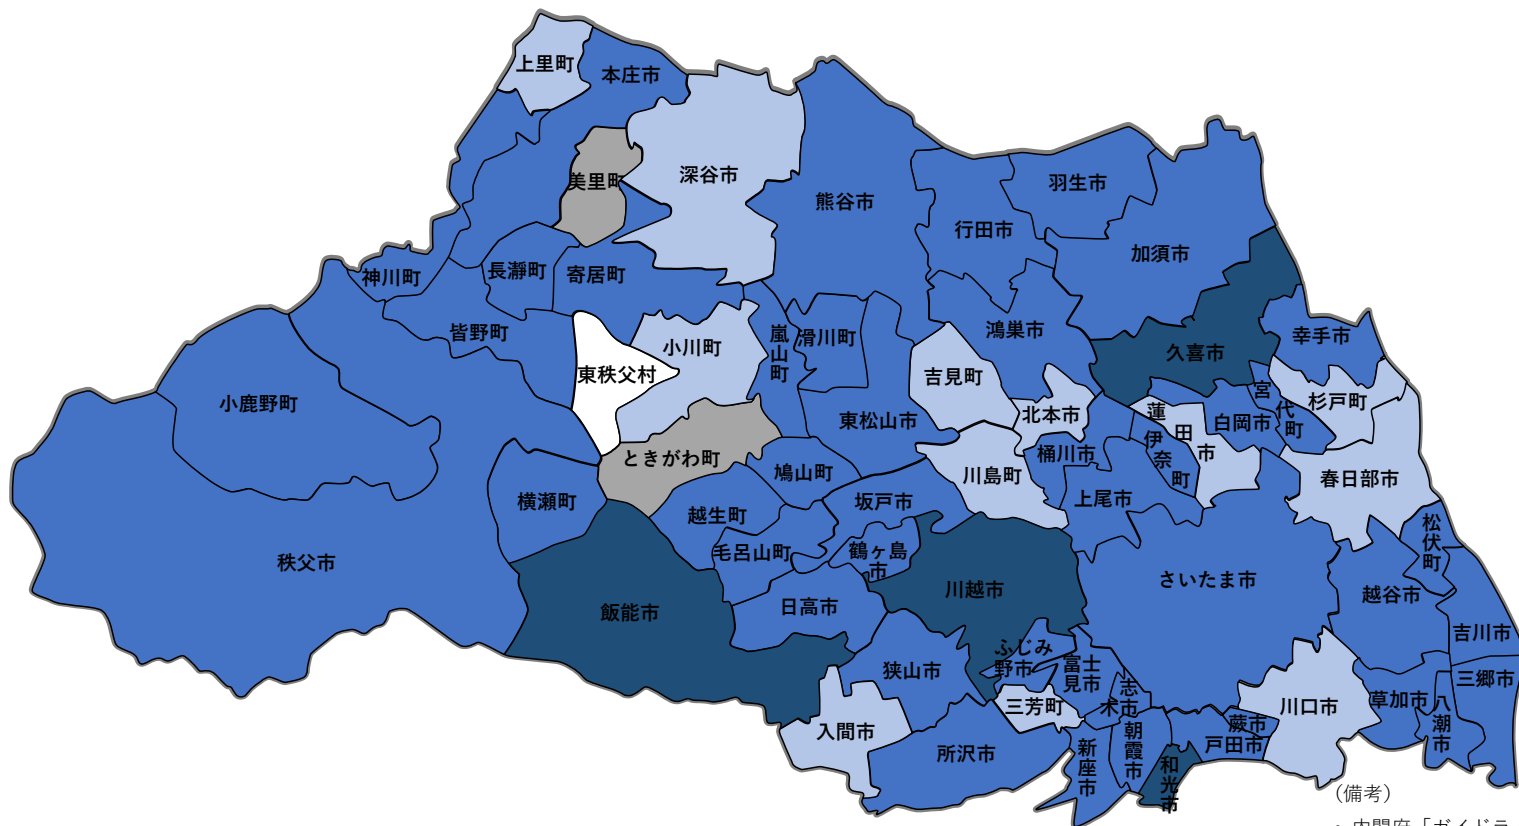 上里町
本庄市
美里町
深谷市
熊谷市
行田市
羽生市
加須市
神川町
長瀞町
寄居町
皆野町
小鹿野町
東秩父村
小川町
嵐山町
滑川町
東松山市
吉見町
鴻巣市
久喜市
幸手市
宮代町
杉戸町
北本市
蓮田市
白岡市
桶川市
伊奈町
上尾市
川島町
春日部市
ときがわ町
鳩山町
横瀬町
越生町
毛呂山町
坂戸市
鶴ヶ島市
秩父市
飯能市
日高市
川越市
さいたま市
松伏町
越谷市
吉川市
三郷市
ふじみ野市
富士見市
狭山市
三芳町
志木市
入間市
所沢市
新座市
朝霞市
和光市
蕨市
戸田市
川口市
草加市
八潮市
（備考）